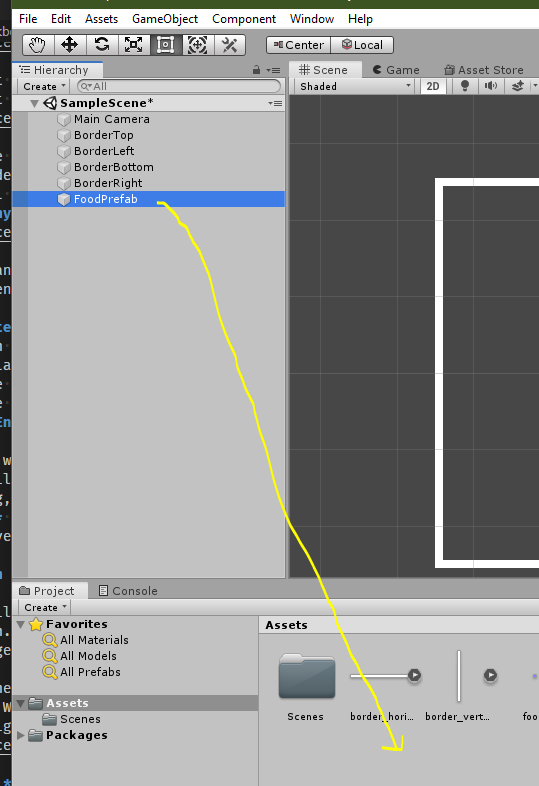 File Edit Assets GameObject Component Window Help
Center Local
Hierarchy
Scene Game Asset Store
Create All
Shaded 2D
SampleScene*
Main Camera
BorderTop
BorderLeft
BorderBottom
BorderRight
FoodPrefab
Project Console
Create
Favorites
Assets
All Materials
All Models
All Prefabs
Scenes border_hori... border_vert... foo
Assets
Scenes
Packages